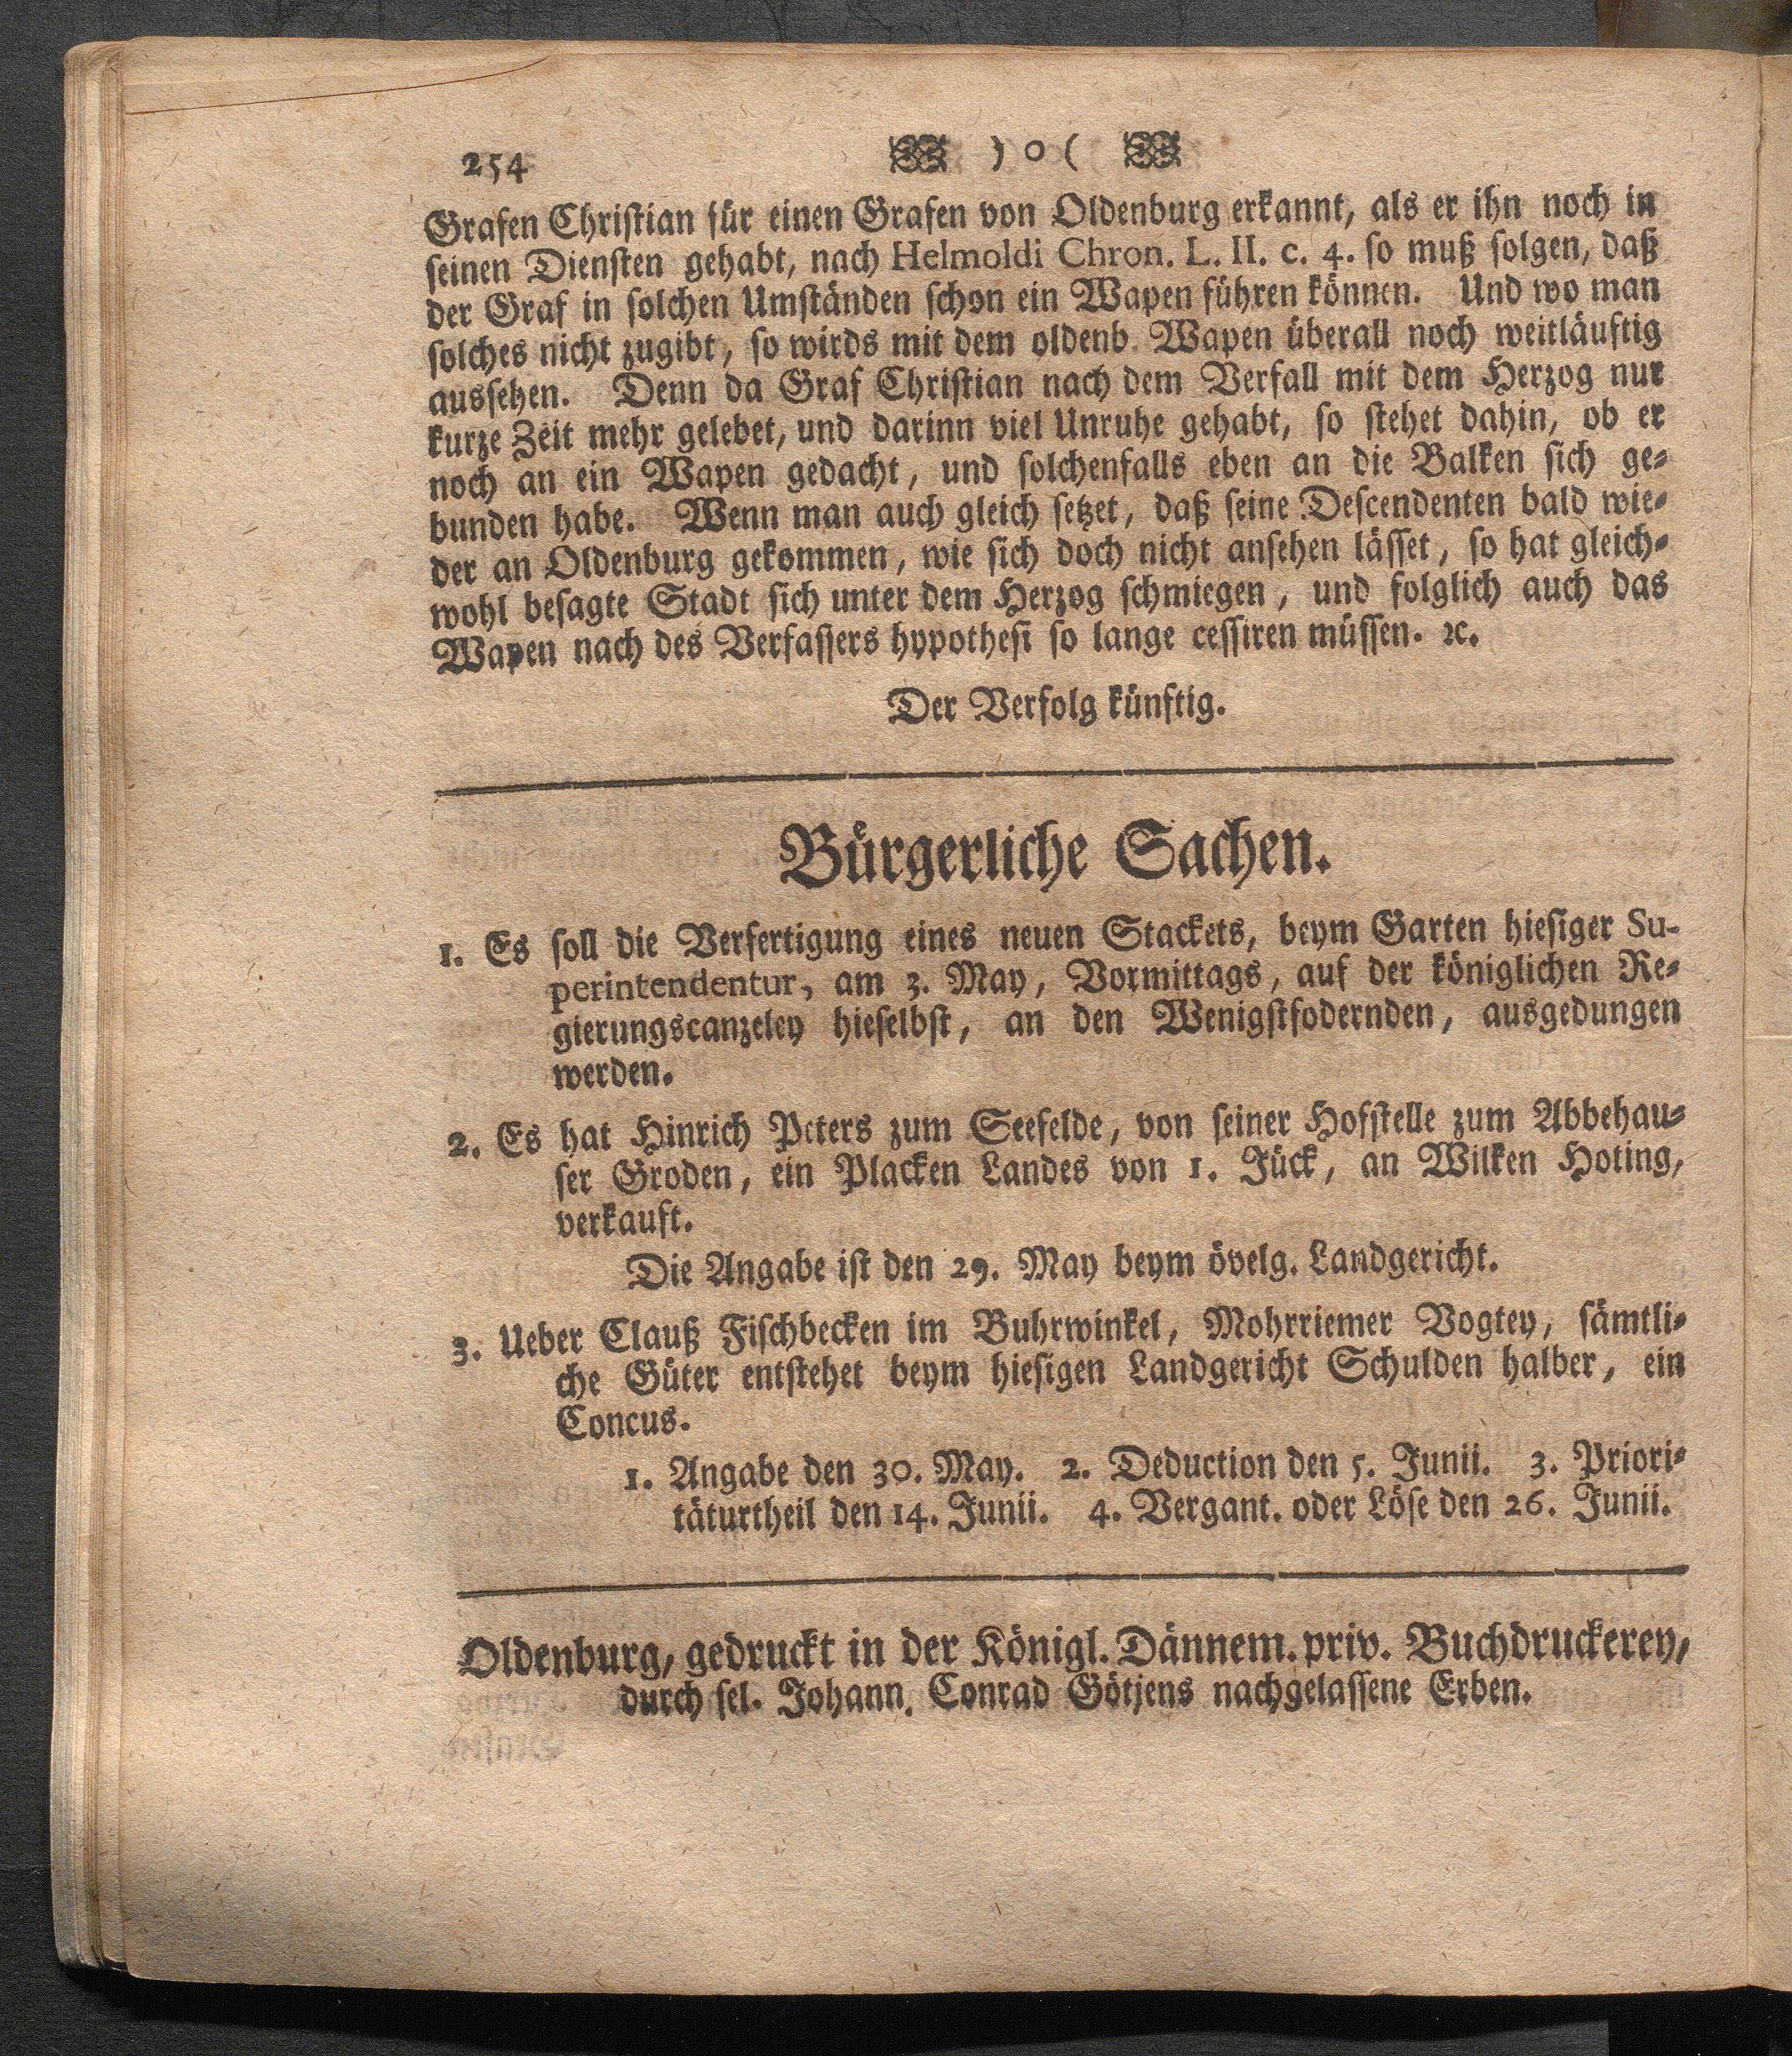 254 ) o (
Grafen Christian für einen Grafen von Oldenburg erkannt, als er ihn noch in
seinen Diensten gehabt, nach Helmoldi Chron. L. II. c. 4. so muß folgen, daß
der Graf in solchen Umständen schon ein Wapen führen können. Und wo man
solches nicht zugibt, so wirds mit dem oldenb. Wapen überall noch weitläuftig
aussehen. Denn da Graf Christian nach dem Verfall mit dem Herzog nur
kurze Zeit mehr gelebet, und darinn viel Unruhe gehabt, so stehet dahin, ob er
noch an ein Wapen gedacht, und solchenfalls eben an die Balken sich ge-
bunden habe. Wenn man auch gleich setzet, daß seine Descendenten bald wie-
der an Oldenburg gekommen, wie sich doch nicht ansehen lässet, so hat gleich-
wohl besagte Stadt sich unter dem Herzog schmiegen, und folglich auch das
Wapen nach des Verfassers hypothesi so lange cessiren müssen. ꝛc.
Der Verfolg künftig.
Bürgerliche Sachen.
1. Es soll die Verfertigung eines neuen Stackets, beym Garten hiesiger Su-
perintendentur, am 3. May, Vormittags, auf der königlichen Re-
gierungscanzeley hieselbst, an den Wenigstfodernden, ausgedungen
werden.
2. Es hat Hinrich Peters zum Seefelde, von seiner Hofstelle zum Abbehau-
ser Groden, ein Placken Landes von 1. Jück, an Wilken Hoting,
verkauft.
Die Angabe ist den 29. May beym övelg. Landgericht.
3. Ueber Clauß Fischbecken im Buhrwinkel, Mohrriemer Vogtey, sämtli-
che Güter entstehet beym hiesigen Landgericht Schulden halber, ein
Concus.
1. Angabe den 30. May. 2. Deduction den 5. Junii. 3. Priori-
täturtheil den 14. Junii. 4. Vergant. oder Löse den 26. Junii.
Oldenburg, gedruckt in der Königl. Dännem. priv. Buchdruckerey,
durch sel. Johann. Conrad Götjens nachgelassene Erben.